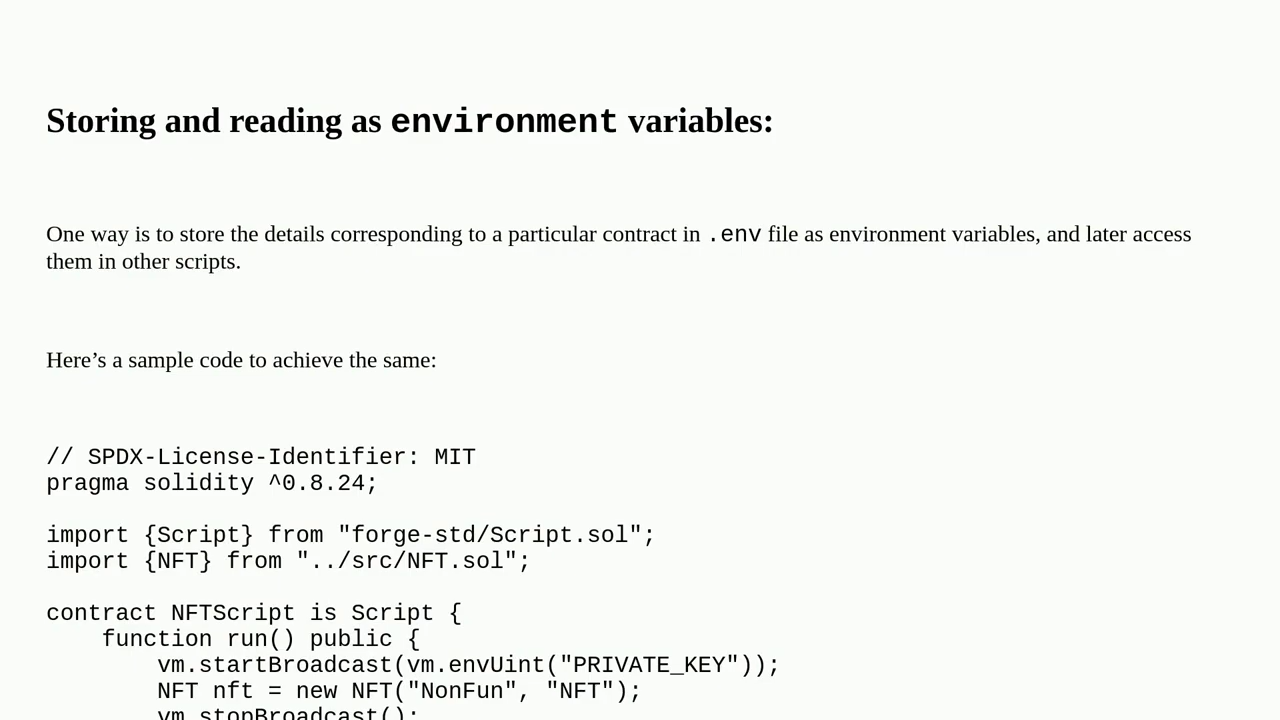 Storing and reading as environment variables:
One way is to store the details corresponding to a particular contract in .env file as environment variables, and later access
them in other scripts.
Here’s a sample code to achieve the same:
// SPDX-License-Identifier: MIT
pragma solidity ^0.8.24;
import {Script} from "forge-std/Script.sol";
import {NFT} from "../src/NFT.sol";
contract NFTScript is Script {
    function run() public {
        vm.startBroadcast(vm.envUint("PRIVATE_KEY"));
        NFT nft = new NFT("NonFun", "NFT");
        vm.stopBroadcast();